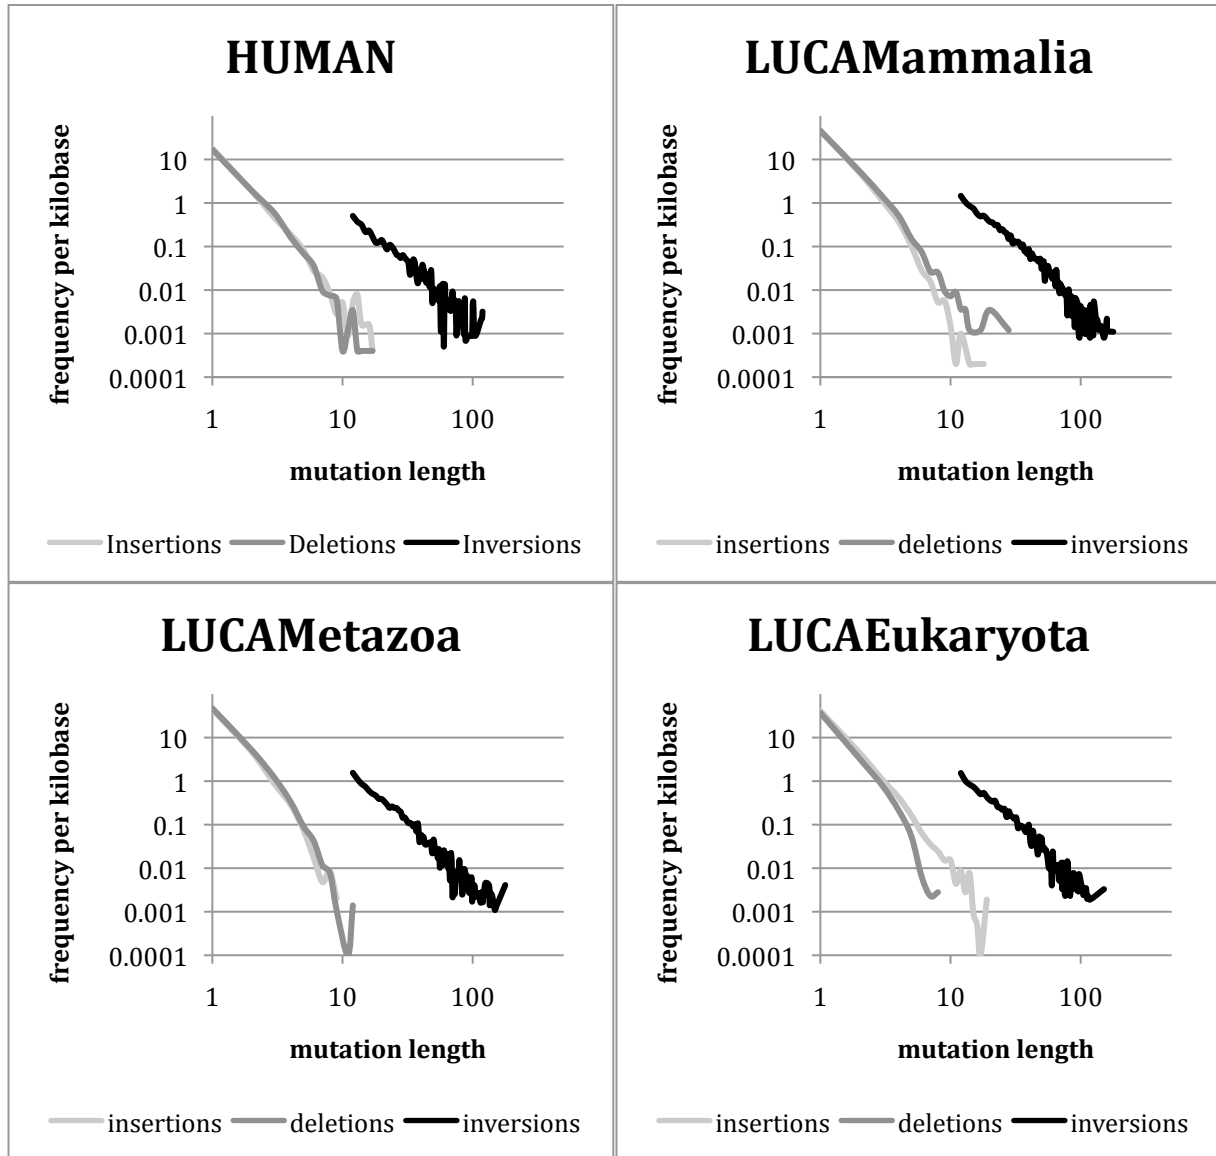 HUMAN
frequency per kilobase
10
1
0.1
0.01
0.001
0.0001
1 10 100
mutation length
Insertions Deletions Inversions
LUCAMammalia
frequency per kilobase
10
1
0.1
0.01
0.001
0.0001
1 10 100
mutation length
insertions deletions inversions
LUCAMetazoa
frequency per kilobase
10
1
0.1
0.01
0.001
0.0001
1 10 100
mutation length
insertions deletions inversions
LUCAEukaryota
frequency per kilobase
10
1
0.1
0.01
0.001
0.0001
1 10 100
mutation length
insertions deletions inversions